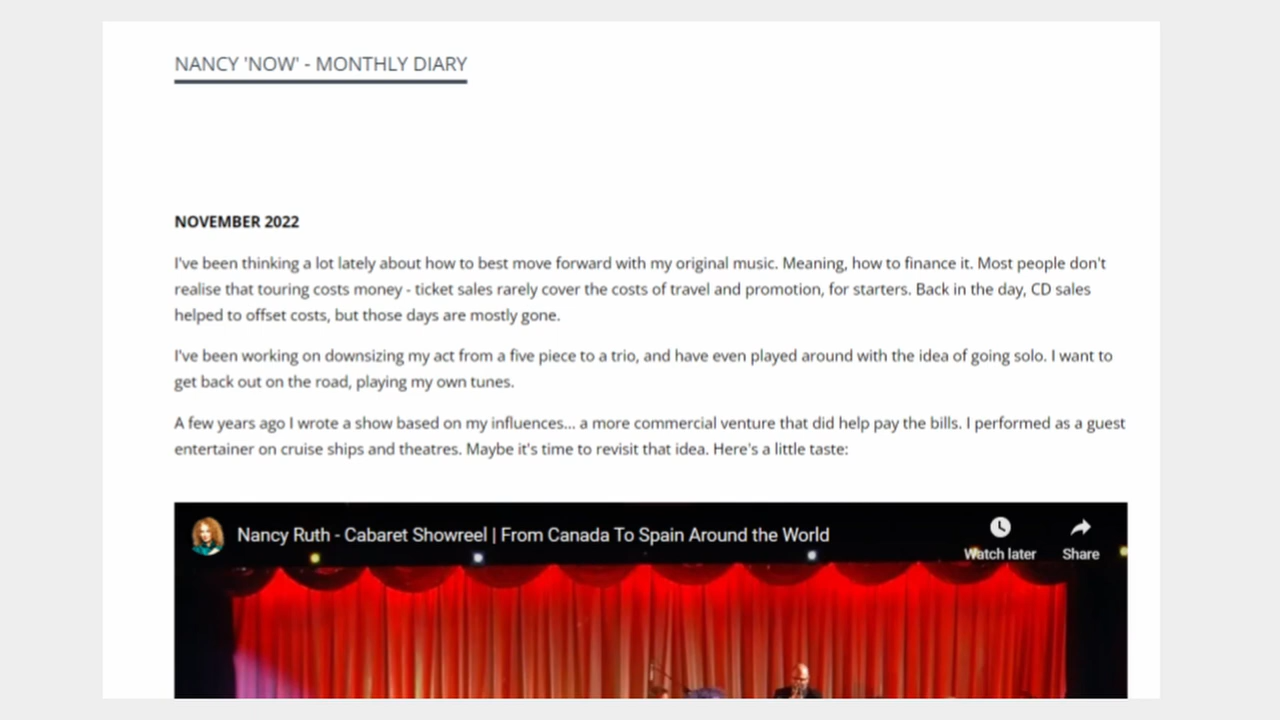 NANCY 'NOW' - MONTHLY DIARY
NOVEMBER 2022
I've been thinking a lot lately about how to best move forward with my original music. Meaning, how to finance it. Most people don't
realise that touring costs money - ticket sales rarely cover the costs of travel and promotion, for starters. Back in the day, CD sales
helped to offset costs, but those days are mostly gone.
I've been working on downsizing my act from a five piece to a trio, and have even played around with the idea of going solo. I want to
get back out on the road, playing my own tunes.
A few years ago I wrote a show based on my influences... a more commercial venture that did help pay the bills. I performed as a guest
entertainer on cruise ships and theatres. Maybe it's time to revisit that idea. Here's a little taste:
Nancy Ruth - Cabaret Showreel | From Canada To Spain Around the World
Watch later
Share